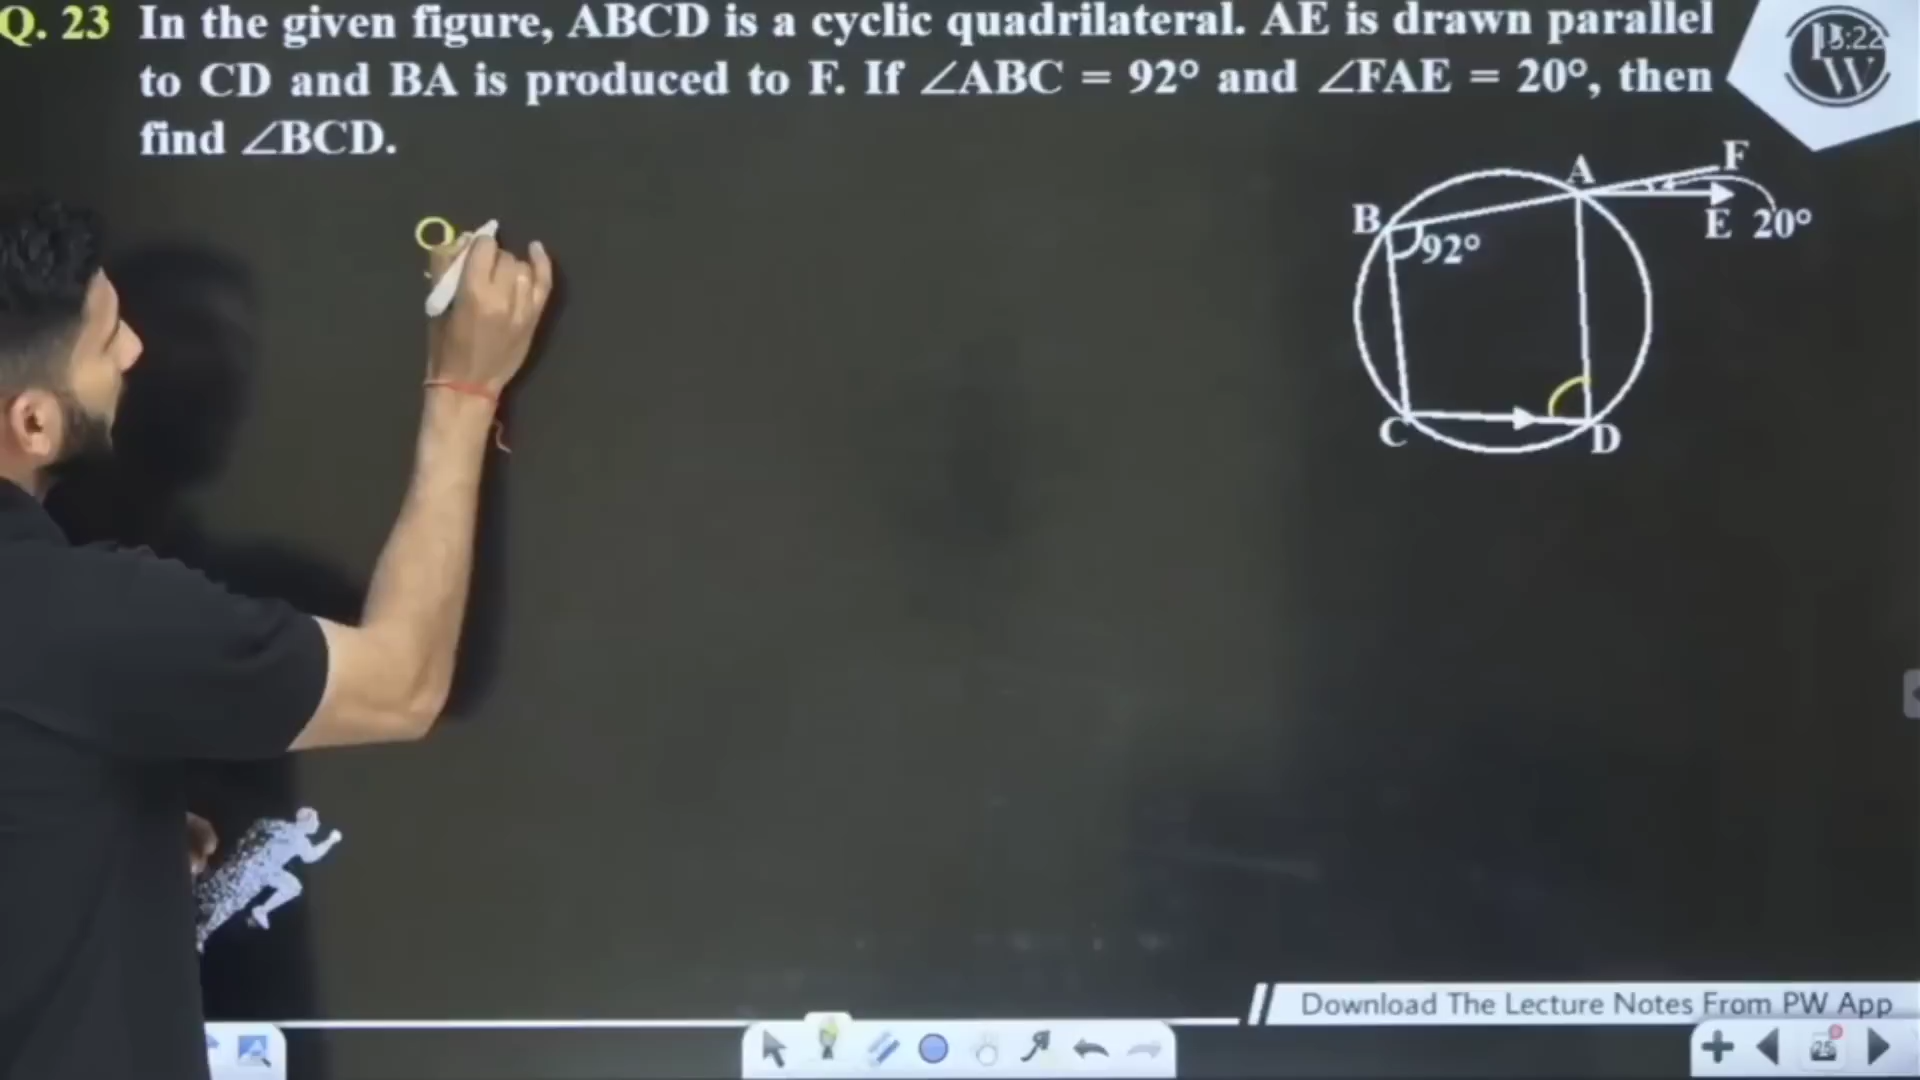 Q. 23 In the given figure, ABCD is a cyclic quadrilateral. AE is drawn parallel
to CD and BA is produced to F. If ∠ABC = 92° and ∠FAE = 20°, then
find ∠BCD.
A
F
B
92°
E 20°
C
D
Download The Lecture Notes From PW App
25